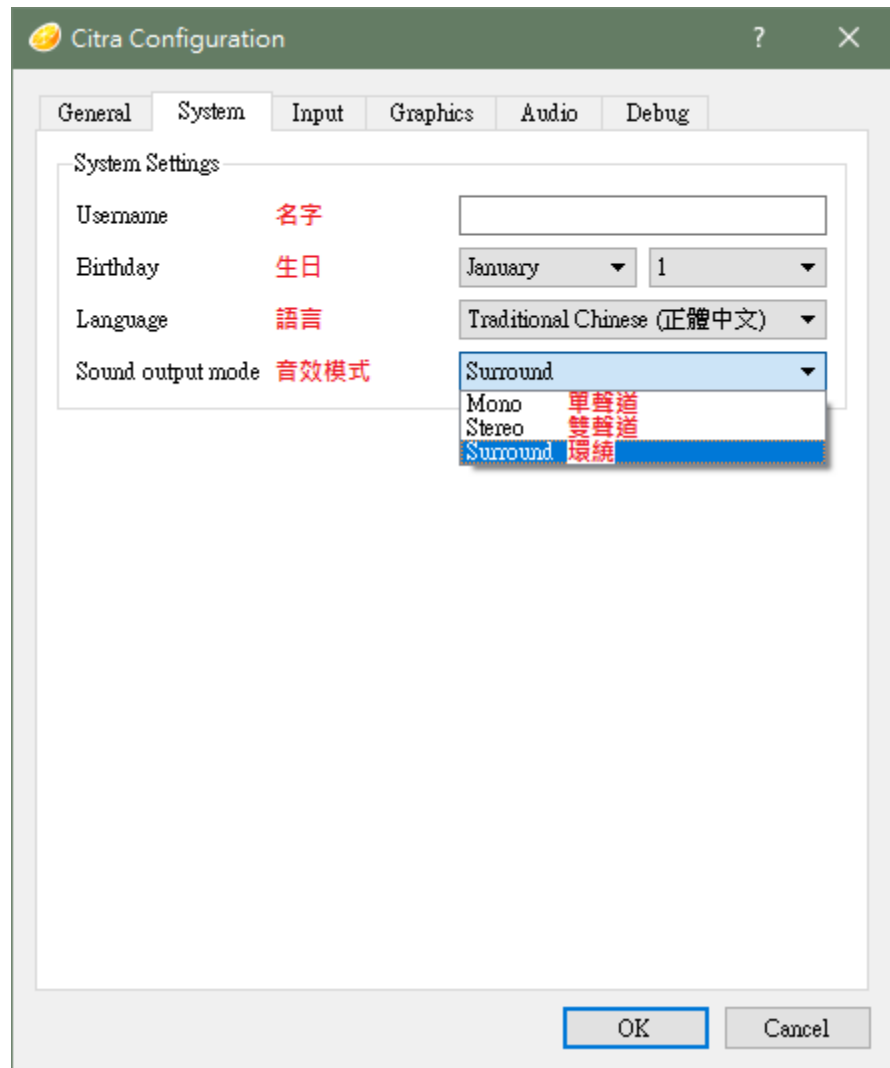 Citra Configuration ? ×
General System Input Graphics Audio Debug
System Settings
Username 名字
Birthday 生日 January 1
Language 語言 Traditional Chinese (正體中文)
Sound output mode 音效模式 Surround
Mono 單聲道
Stereo 雙聲道
Surround 環繞
OK Cancel